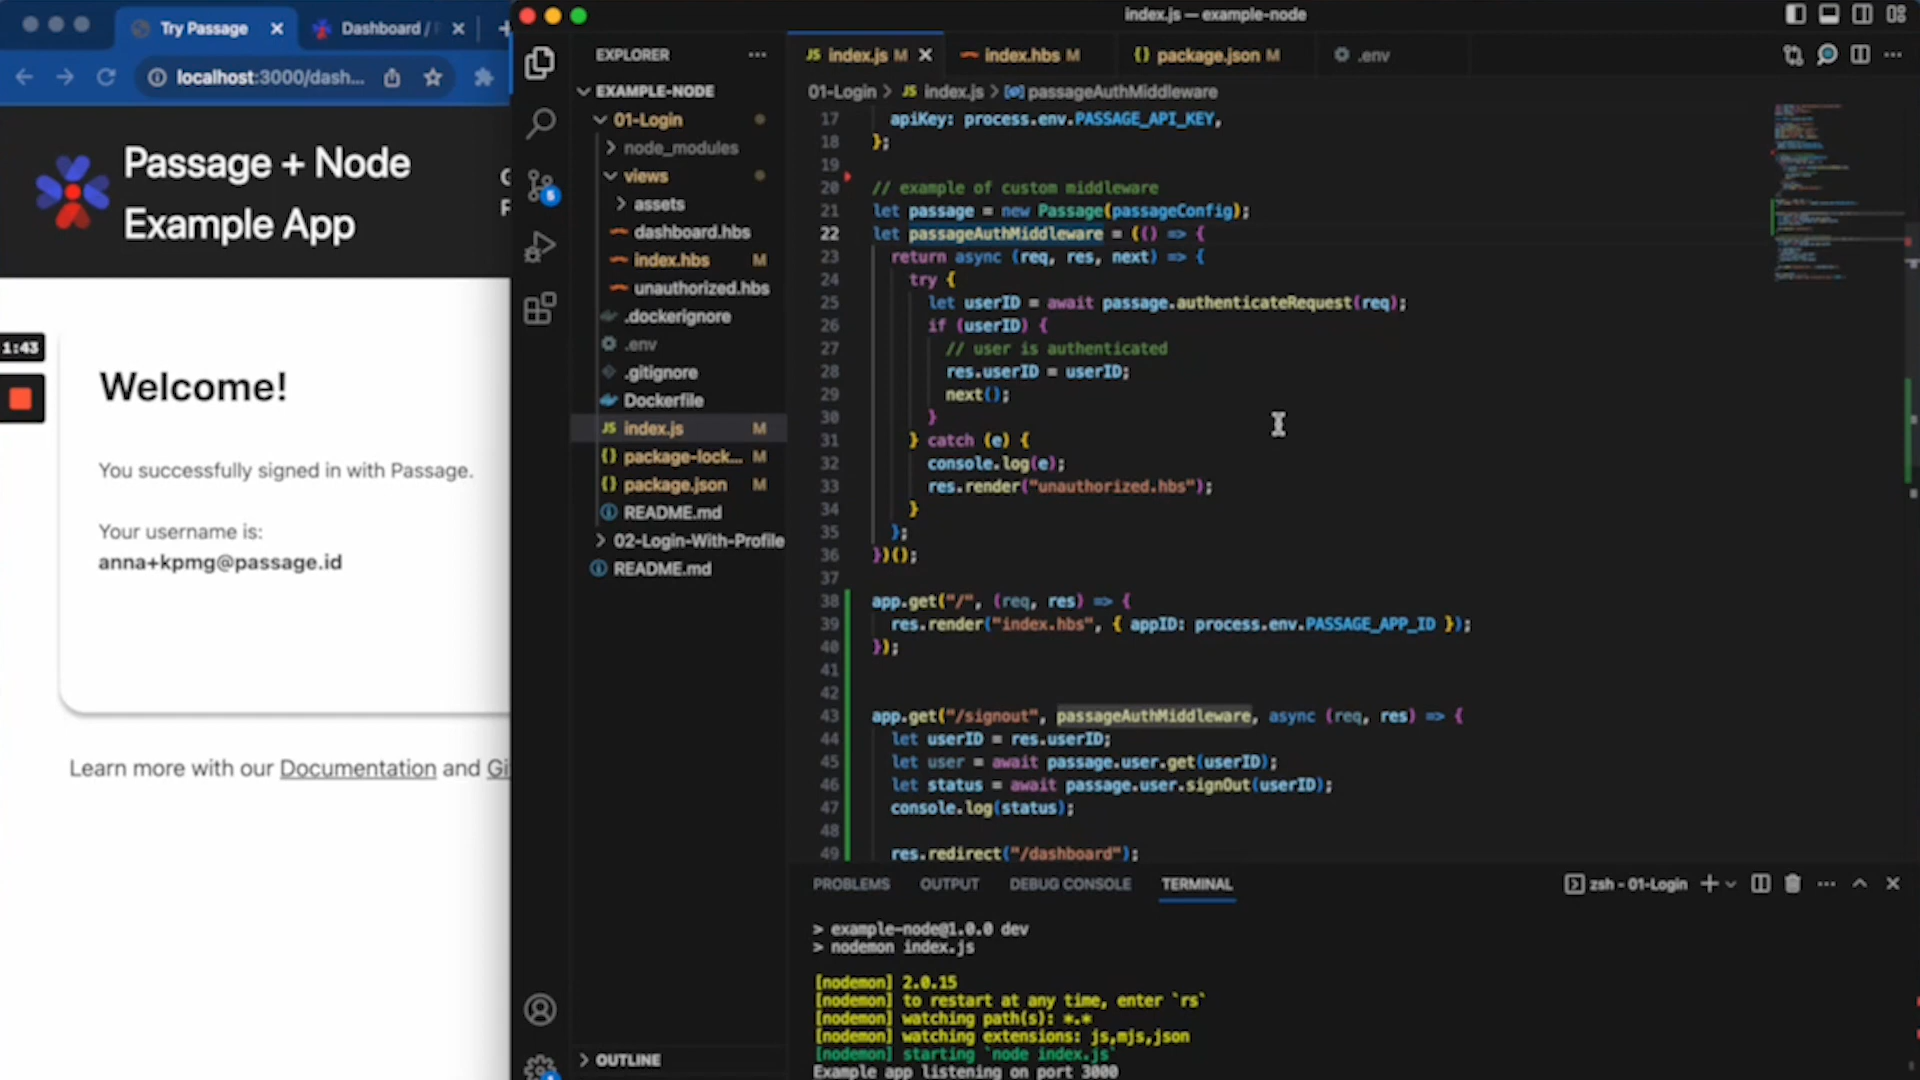 Try Passage
Dashboard /
localhost:3000/dash...
Passage + Node
Example App
1:43
Welcome!
You successfully signed in with Passage.
Your username is:
anna+kpmg@passage.id
Learn more with our Documentation and Gi
index.js — example-node
EXPLORER
EXAMPLE-NODE
01-Login
node_modules
views
assets
dashboard.hbs
index.hbs M
unauthorized.hbs
.dockerignore
.env
.gitignore
Dockerfile
JS index.js M
{} package-lock... M
{} package.json M
README.md
02-Login-With-Profile
README.md
OUTLINE
5
JS index.js M
index.hbs M
{} package.json M
.env
01-Login > JS index.js > passageAuthMiddleware
17 apiKey: process.env.PASSAGE_API_KEY,
18 };
19
20 // example of custom middleware
21 let passage = new Passage(passageConfig);
22 let passageAuthMiddleware = (() => {
23 return async (req, res, next) => {
24 try {
25 let userID = await passage.authenticateRequest(req);
26 if (userID) {
27 // user is authenticated
28 res.userID = userID;
29 next();
30 }
31 } catch (e) {
32 console.log(e);
33 res.render("unauthorized.hbs");
34 }
35 };
36 })();
37
38 app.get("/", (req, res) => {
39 res.render("index.hbs", { appID: process.env.PASSAGE_APP_ID });
40 });
41
42
43 app.get("/signout", passageAuthMiddleware, async (req, res) => {
44 let userID = res.userID;
45 let user = await passage.user.get(userID);
46 let status = await passage.user.signOut(userID);
47 console.log(status);
48
49 res.redirect("/dashboard");
PROBLEMS OUTPUT DEBUG CONSOLE TERMINAL
zsh - 01-Login
> example-node@1.0.0 dev
> nodemon index.js
[nodemon] 2.0.15
[nodemon] to restart at any time, enter `rs`
[nodemon] watching path(s): *.*
[nodemon] watching extensions: js,mjs,json
[nodemon] starting `node index.js`
Example app listening on port 3000